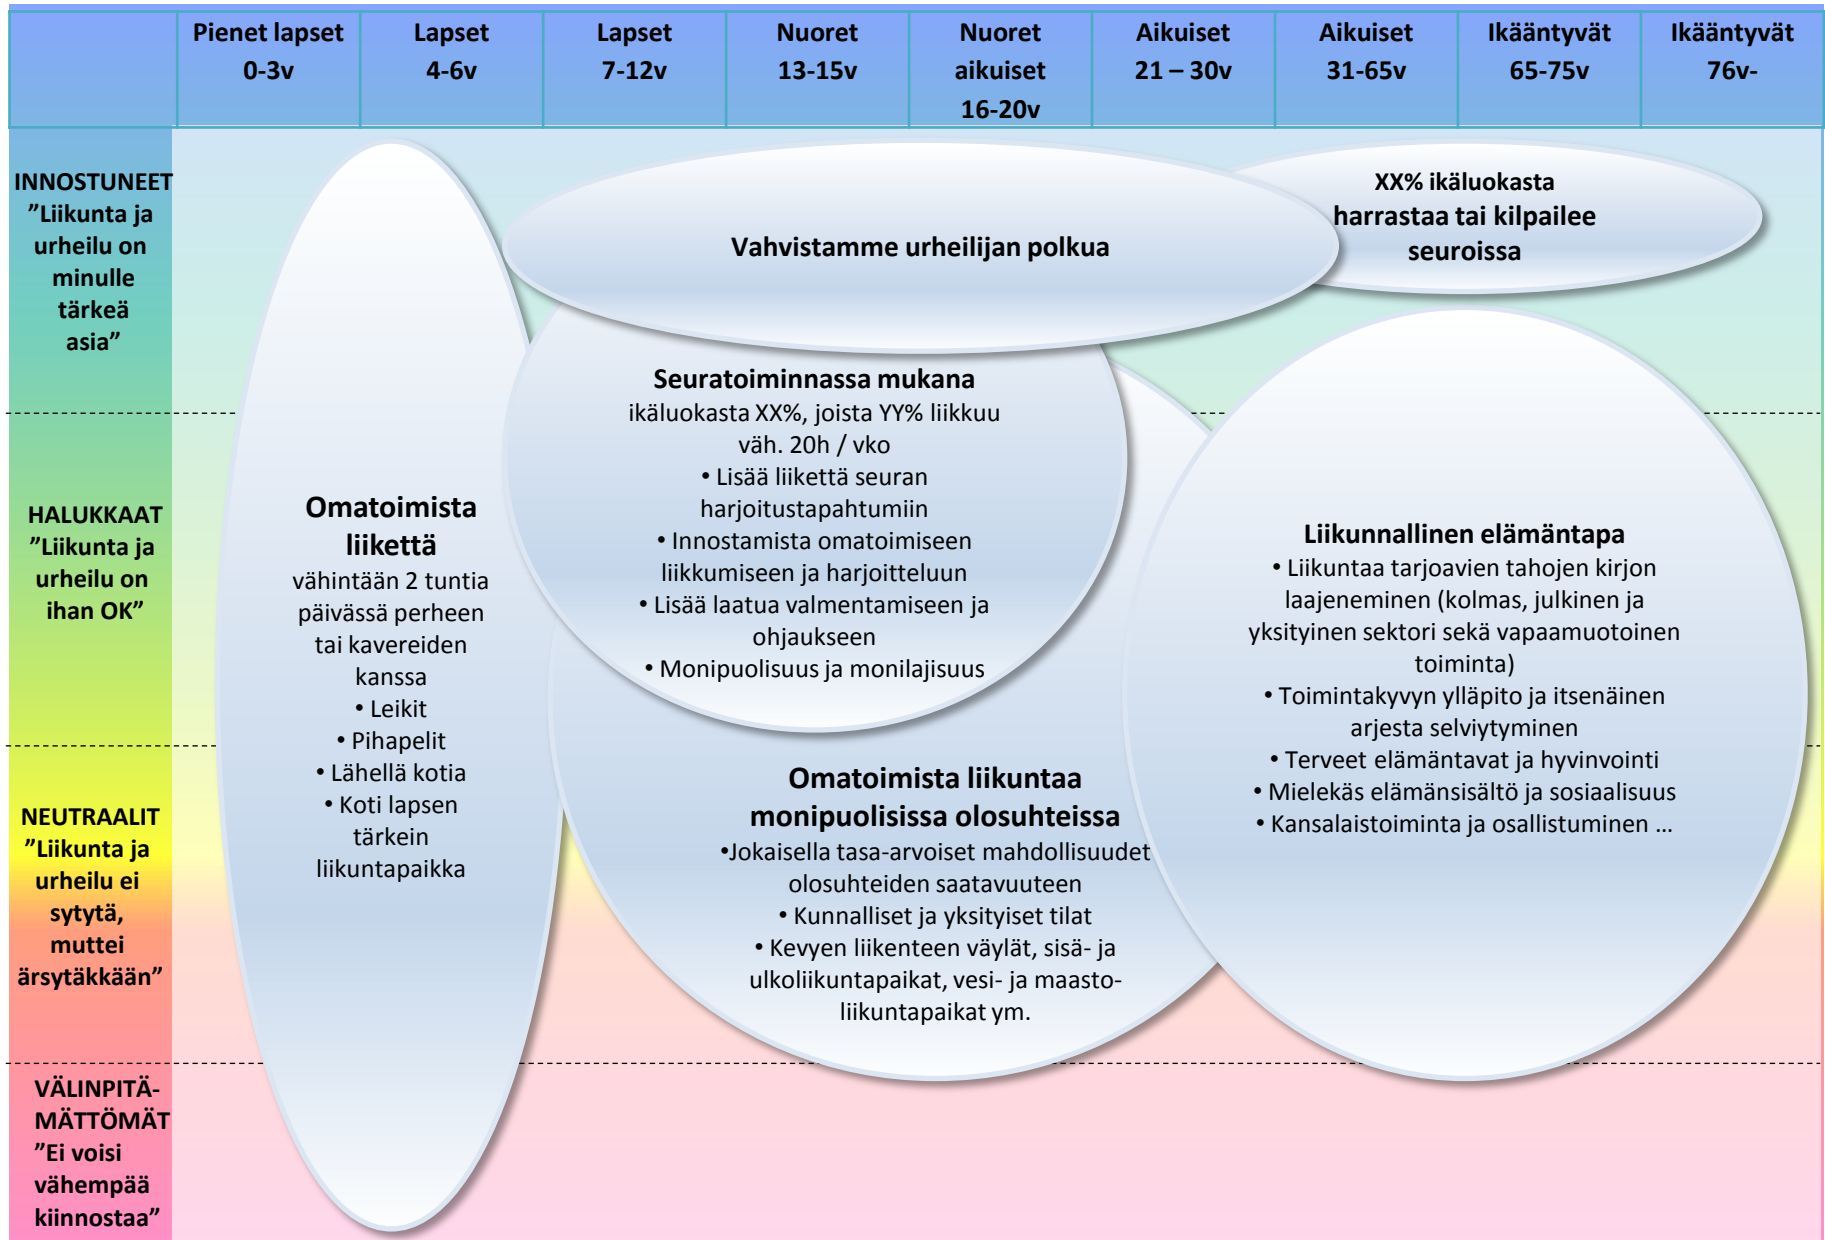 Pienet lapset
0-3v
Lapset
4-6v
Lapset
7-12v
Nuoret
13-15v
Nuoret
aikuiset
16-20v
Aikuiset
21 – 30v
Aikuiset
31-65v
Ikääntyvät
65-75v
Ikääntyvät
76v-
INNOSTUNEET
”Liikunta ja
urheilu on
minulle
tärkeä
asia”
HALUKKAAT
”Liikunta ja
urheilu on
ihan OK”
NEUTRAALIT
”Liikunta ja
urheilu ei
sytytä,
muttei
ärsytäkkään”
VÄLINPITÄ-
MÄTTÖMÄT
”Ei voisi
vähempää
kiinnostaa”
Omatoimista
liikettä
vähintään 2 tuntia
päivässä perheen
tai kavereiden
kanssa
• Leikit
• Pihapelit
• Lähellä kotia
• Koti lapsen
tärkein
liikuntapaikka
Vahvistamme urheilijan polkua
XX% ikäluokasta
harrastaa tai kilpailee
seuroissa
Seuratoiminnassa mukana
ikäluokasta XX%, joista YY% liikkuu
väh. 20h / vko
• Lisää liikettä seuran
harjoitustapahtumiin
• Innostamista omatoimiseen
liikkumiseen ja harjoitteluun
• Lisää laatua valmentamiseen ja
ohjaukseen
• Monipuolisuus ja monilajisuus
Omatoimista liikuntaa
monipuolisissa olosuhteissa
•Jokaisella tasa-arvoiset mahdollisuudet
olosuhteiden saatavuuteen
• Kunnalliset ja yksityiset tilat
• Kevyen liikenteen väylät, sisä- ja
ulkoliikuntapaikat, vesi- ja maasto-
liikuntapaikat ym.
Liikunnallinen elämäntapa
• Liikuntaa tarjoavien tahojen kirjon
laajeneminen (kolmas, julkinen ja
yksityinen sektori sekä vapaamuotoinen
toiminta)
• Toimintakyvyn ylläpito ja itsenäinen
arjesta selviytyminen
• Terveet elämäntavat ja hyvinvointi
• Mielekäs elämänsisältö ja sosiaalisuus
• Kansalaistoiminta ja osallistuminen …